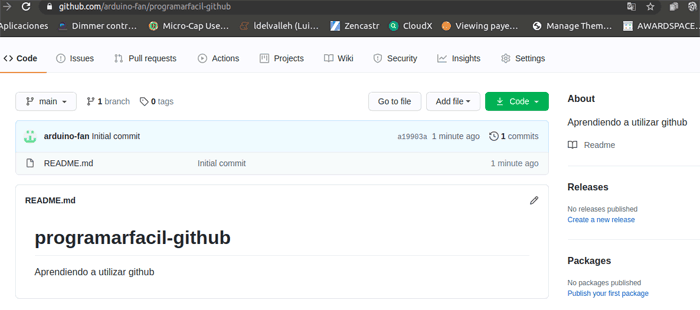 github.com/arduino-fan/programarfacil-github
Aplicaciones Dimmer contr... Micro-Cap Use... ldelvalleh (Lui... Zencastr CloudX Viewing paye... Manage Them... AWARDSPACE...
Code Issues Pull requests Actions Projects Wiki Security Insights Settings
main 1 branch 0 tags Go to file Add file Code
arduino-fan Initial commit a19903a 1 minute ago 1 commits
README.md Initial commit 1 minute ago
README.md
programarfacil-github
Aprendiendo a utilizar github
About
Aprendiendo a utilizar github
Readme
Releases
No releases published
Create a new release
Packages
No packages published
Publish your first package